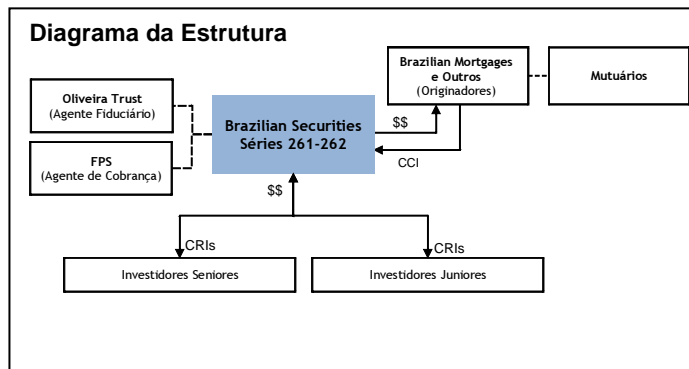 Diagrama da Estrutura
Brazilian Mortgages
e Outros
(Originadores)
Mutuários
Oliveira Trust
(Agente Fiduciário)
Brazilian Securities
Séries 261-262
$$
CCI
FPS
(Agente de Cobrança)
$$
CRIs
CRIs
Investidores Seniores
Investidores Juniores